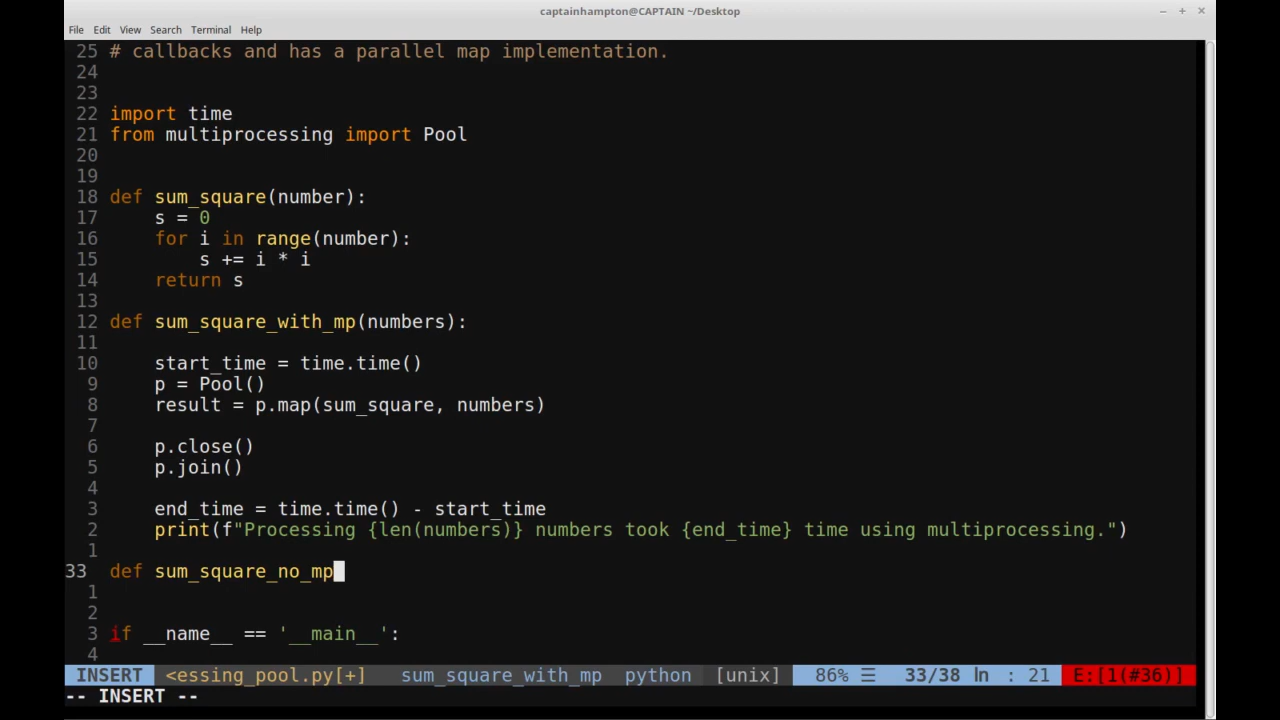 captainhampton@CAPTAIN ~/Desktop
– + ×
File Edit View Search Terminal Help
25 # callbacks and has a parallel map implementation.
24
23
22 import time
21 from multiprocessing import Pool
20
19
18 def sum_square(number):
17     s = 0
16     for i in range(number):
15         s += i * i
14     return s
13
12 def sum_square_with_mp(numbers):
11
10     start_time = time.time()
9     p = Pool()
8     result = p.map(sum_square, numbers)
7
6     p.close()
5     p.join()
4
3     end_time = time.time() - start_time
2     print(f"Processing {len(numbers)} numbers took {end_time} time using multiprocessing.")
1
33 def sum_square_no_mp
1
2
3 if __name__ == '__main__':
4
INSERT <essing_pool.py[+] sum_square_with_mp python [unix] 86% ☰ 33/38 ln : 21 E:[1(#36)]
-- INSERT --